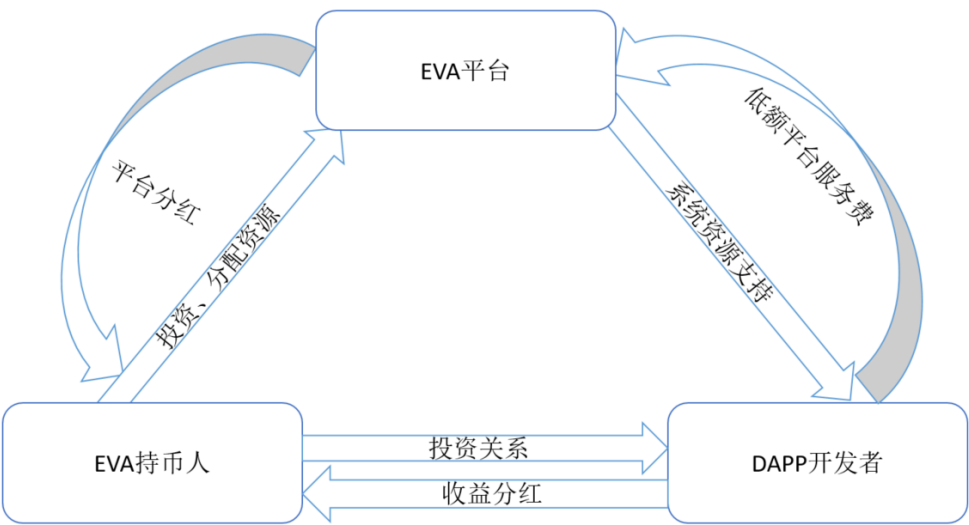 EVA平台
低额平台服务费
平台分红
投资、分配资源
系统资源支持
EVA持币人
投资关系
收益分红
DAPP开发者